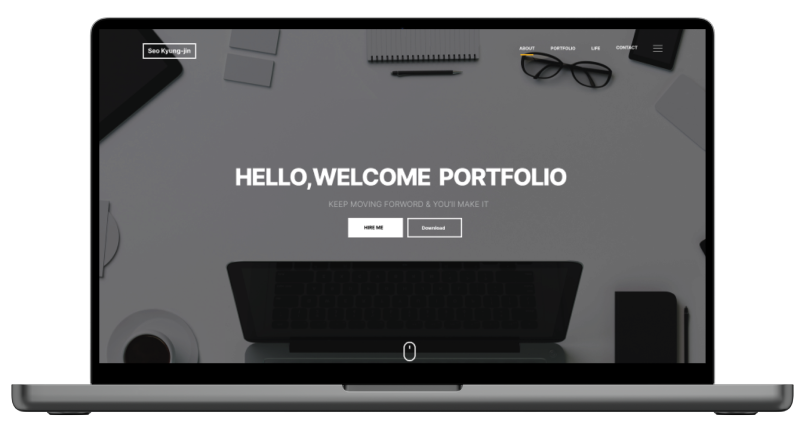 Seo Kyung-jin
ABOUT PORTFOLIO LIFE CONTACT
HELLO,WELCOME PORTFOLIO
KEEP MOVING FORWORD & YOU'll MAKE IT
HIRE ME Download